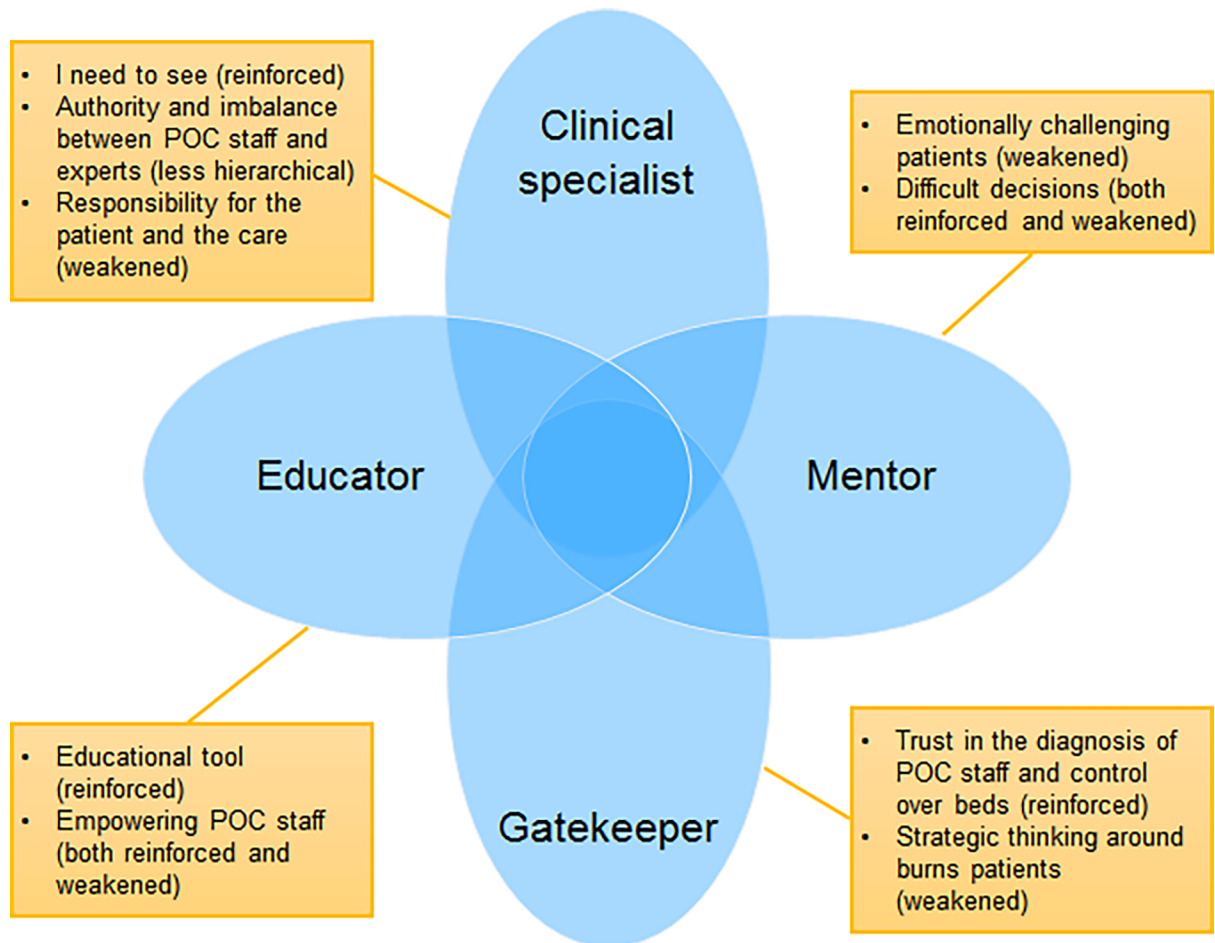 • I need to see (reinforced)
• Authority and imbalance
between POC staff and
experts (less hierarchical)
• Responsibility for the
patient and the care
(weakened)
Clinical
specialist
• Emotionally challenging
patients (weakened)
• Difficult decisions (both
reinforced and weakened)
Educator
Mentor
• Educational tool
(reinforced)
• Empowering POC staff
(both reinforced and
weakened)
Gatekeeper
• Trust in the diagnosis of
POC staff and control
over beds (reinforced)
• Strategic thinking around
burns patients
(weakened)